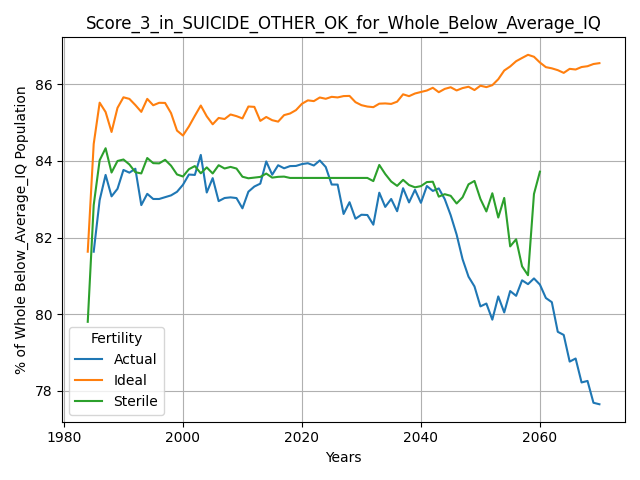 Score_3_in_SUICIDE_OTHER_OK_for_Whole_Below_Average_IQ
% of Whole Below_Average_IQ Population
86
84
82
80
78
Fertility
Actual
Ideal
Sterile
1980
2000
2020
2040
2060
Years